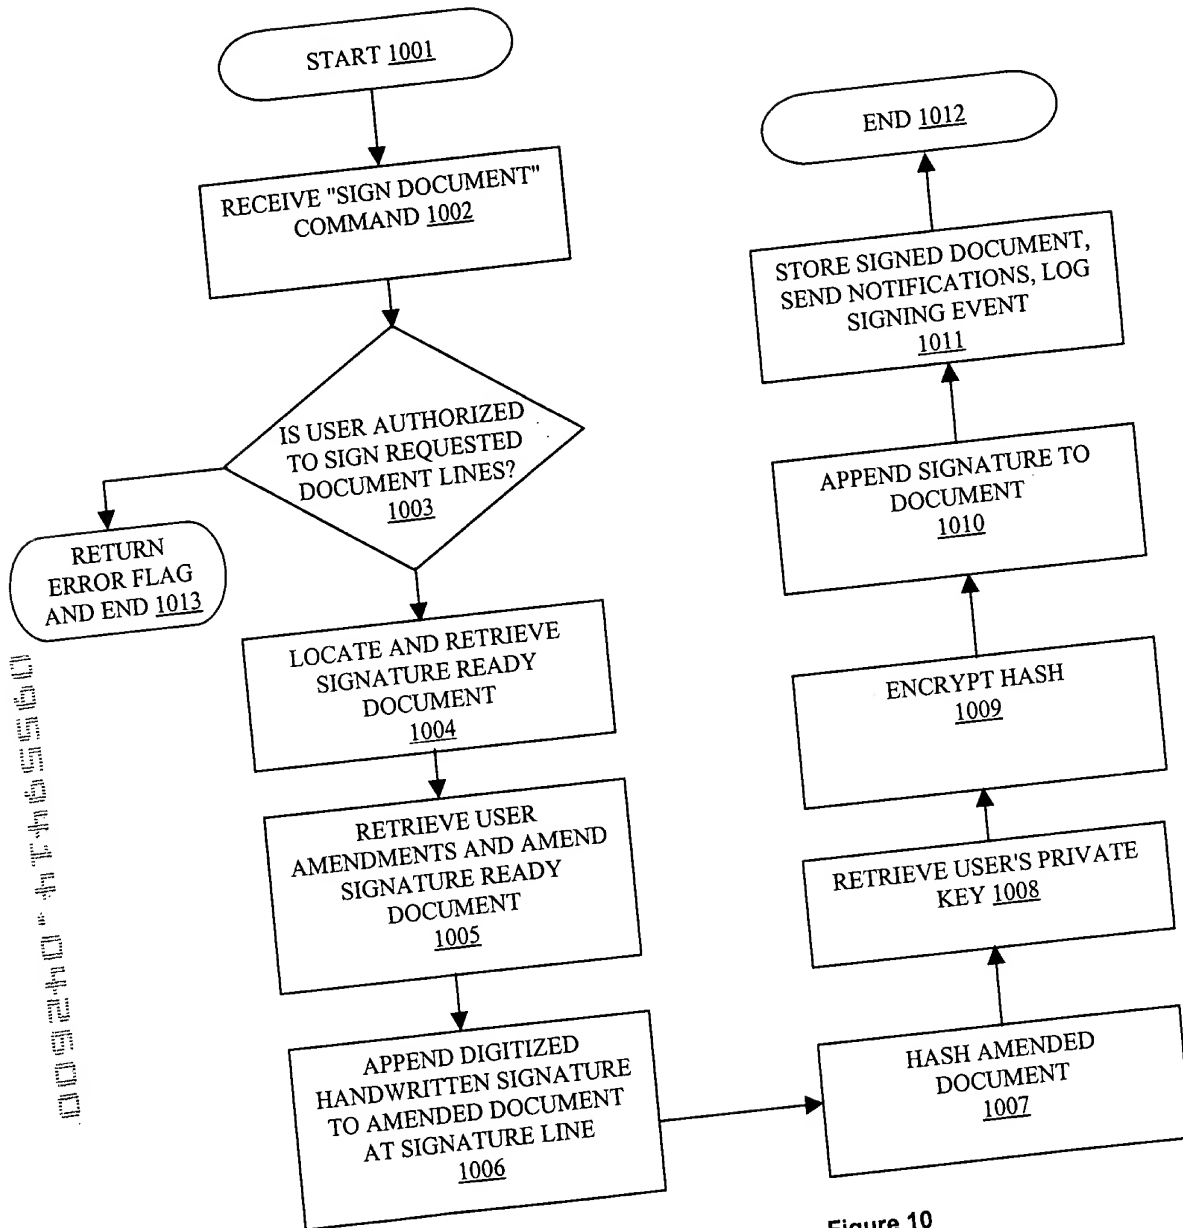 START 1001
RECEIVE "SIGN DOCUMENT"
COMMAND 1002
IS USER AUTHORIZED
TO SIGN REQUESTED
DOCUMENT LINES?
1003
RETURN
ERROR FLAG
AND END 1013
LOCATE AND RETRIEVE
SIGNATURE READY
DOCUMENT
1004
RETRIEVE USER
AMENDMENTS AND AMEND
SIGNATURE READY
DOCUMENT
1005
APPEND DIGITIZED
HANDWRITTEN SIGNATURE
TO AMENDED DOCUMENT
AT SIGNATURE LINE
1006
HASH AMENDED
DOCUMENT
1007
RETRIEVE USER'S PRIVATE
KEY 1008
ENCRYPT HASH
1009
APPEND SIGNATURE TO
DOCUMENT
1010
STORE SIGNED DOCUMENT,
SEND NOTIFICATIONS, LOG
SIGNING EVENT
1011
END 1012
09559414.042600
Figure 10